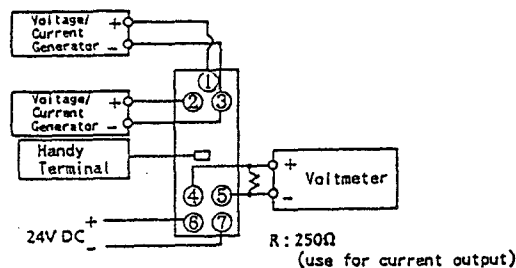 Voltage/
Current
Generator
+
-
Voltage/
Current
Generator
+
-
①
② ③
Handy
Terminal
④ ⑤
+
-
Voltmeter
24V DC
+
-
⑥ ⑦
R: 250Ω
(use for current output)